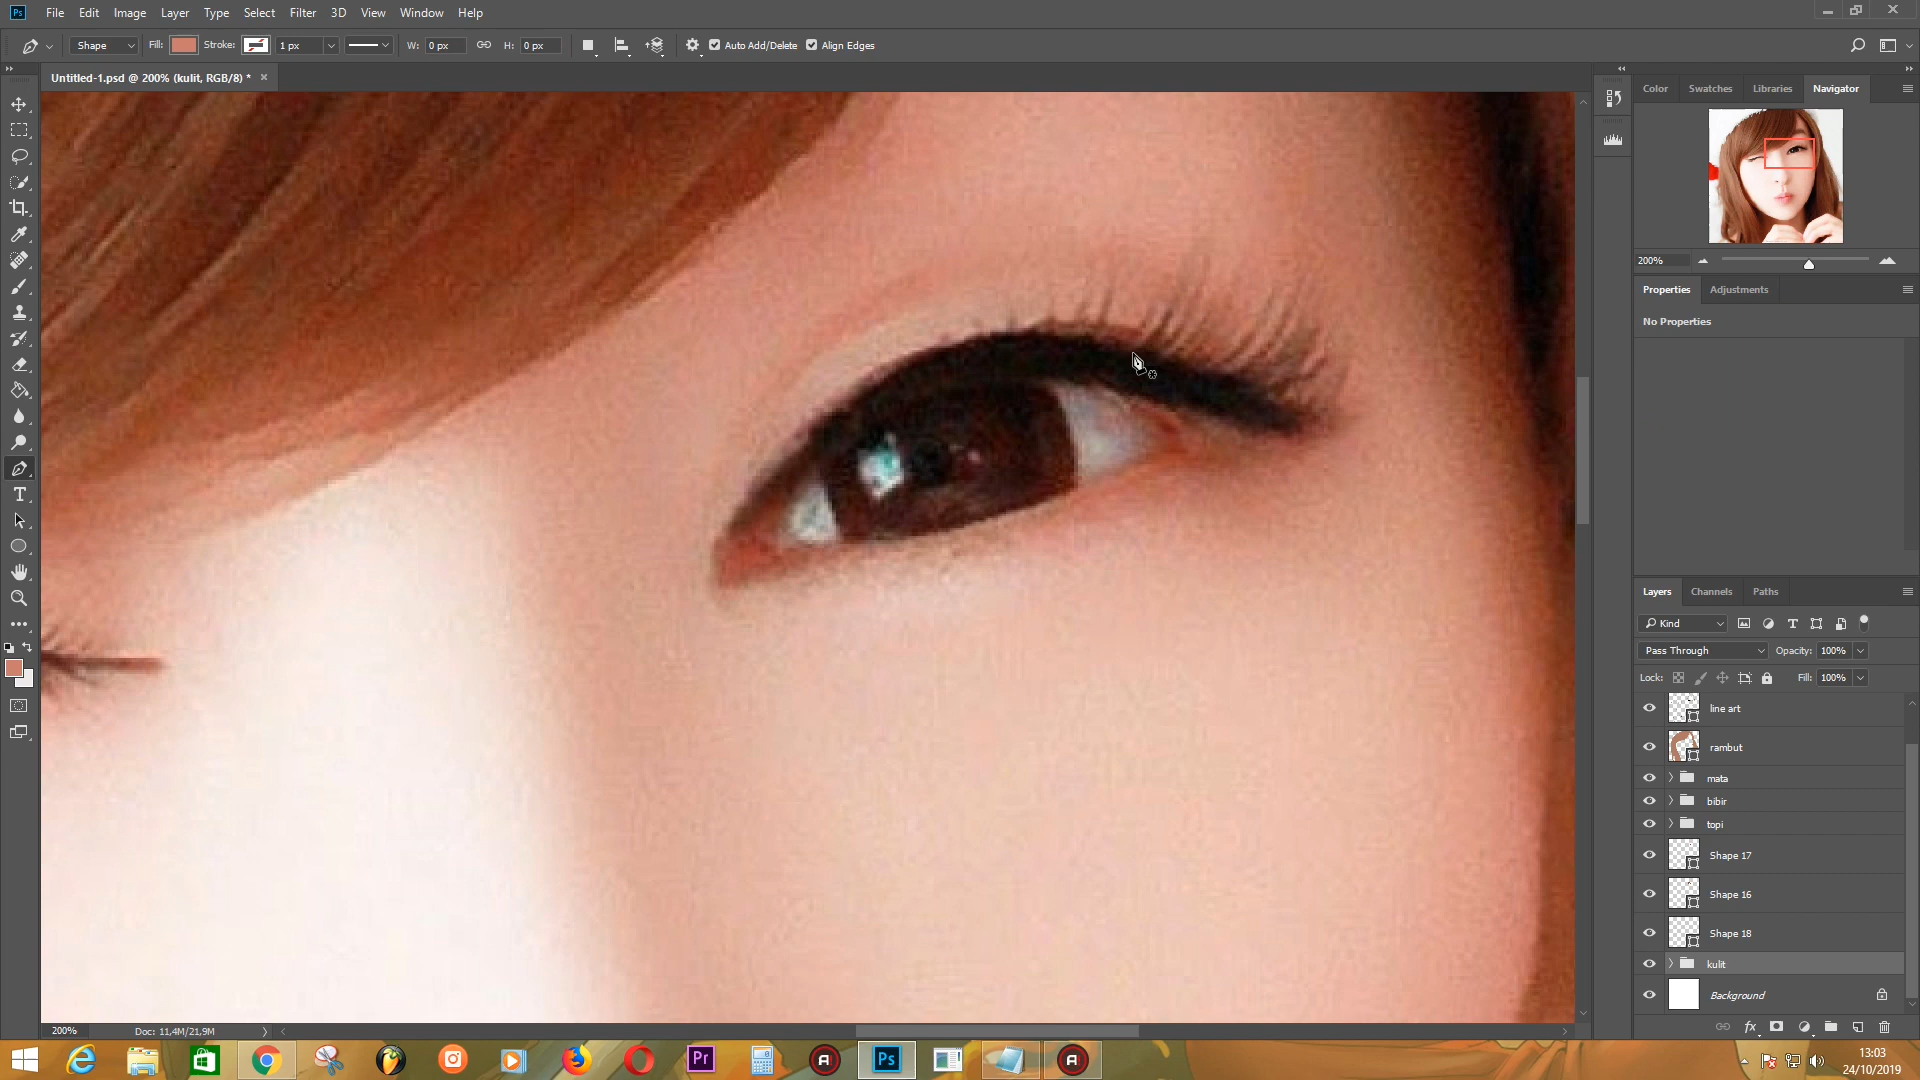 Ps File Edit Image Layer Type Select Filter 3D View Window Help
Shape Fill: Stroke: 1 px W: 0 px H: 0 px Auto Add/Delete Align Edges
Untitled-1.psd @ 200% (kulit, RGB/8) * ×
Color Swatches Libraries Navigator
200%
Properties Adjustments
No Properties
Layers Channels Paths
Kind
Pass Through Opacity: 100%
Lock: Fill: 100%
line art
rambut
mata
bibir
topi
Shape 17
Shape 16
Shape 18
kulit
Background
fx
200% Doc: 11,4M/21,9M
Pr Ps
13:03
24/10/2019